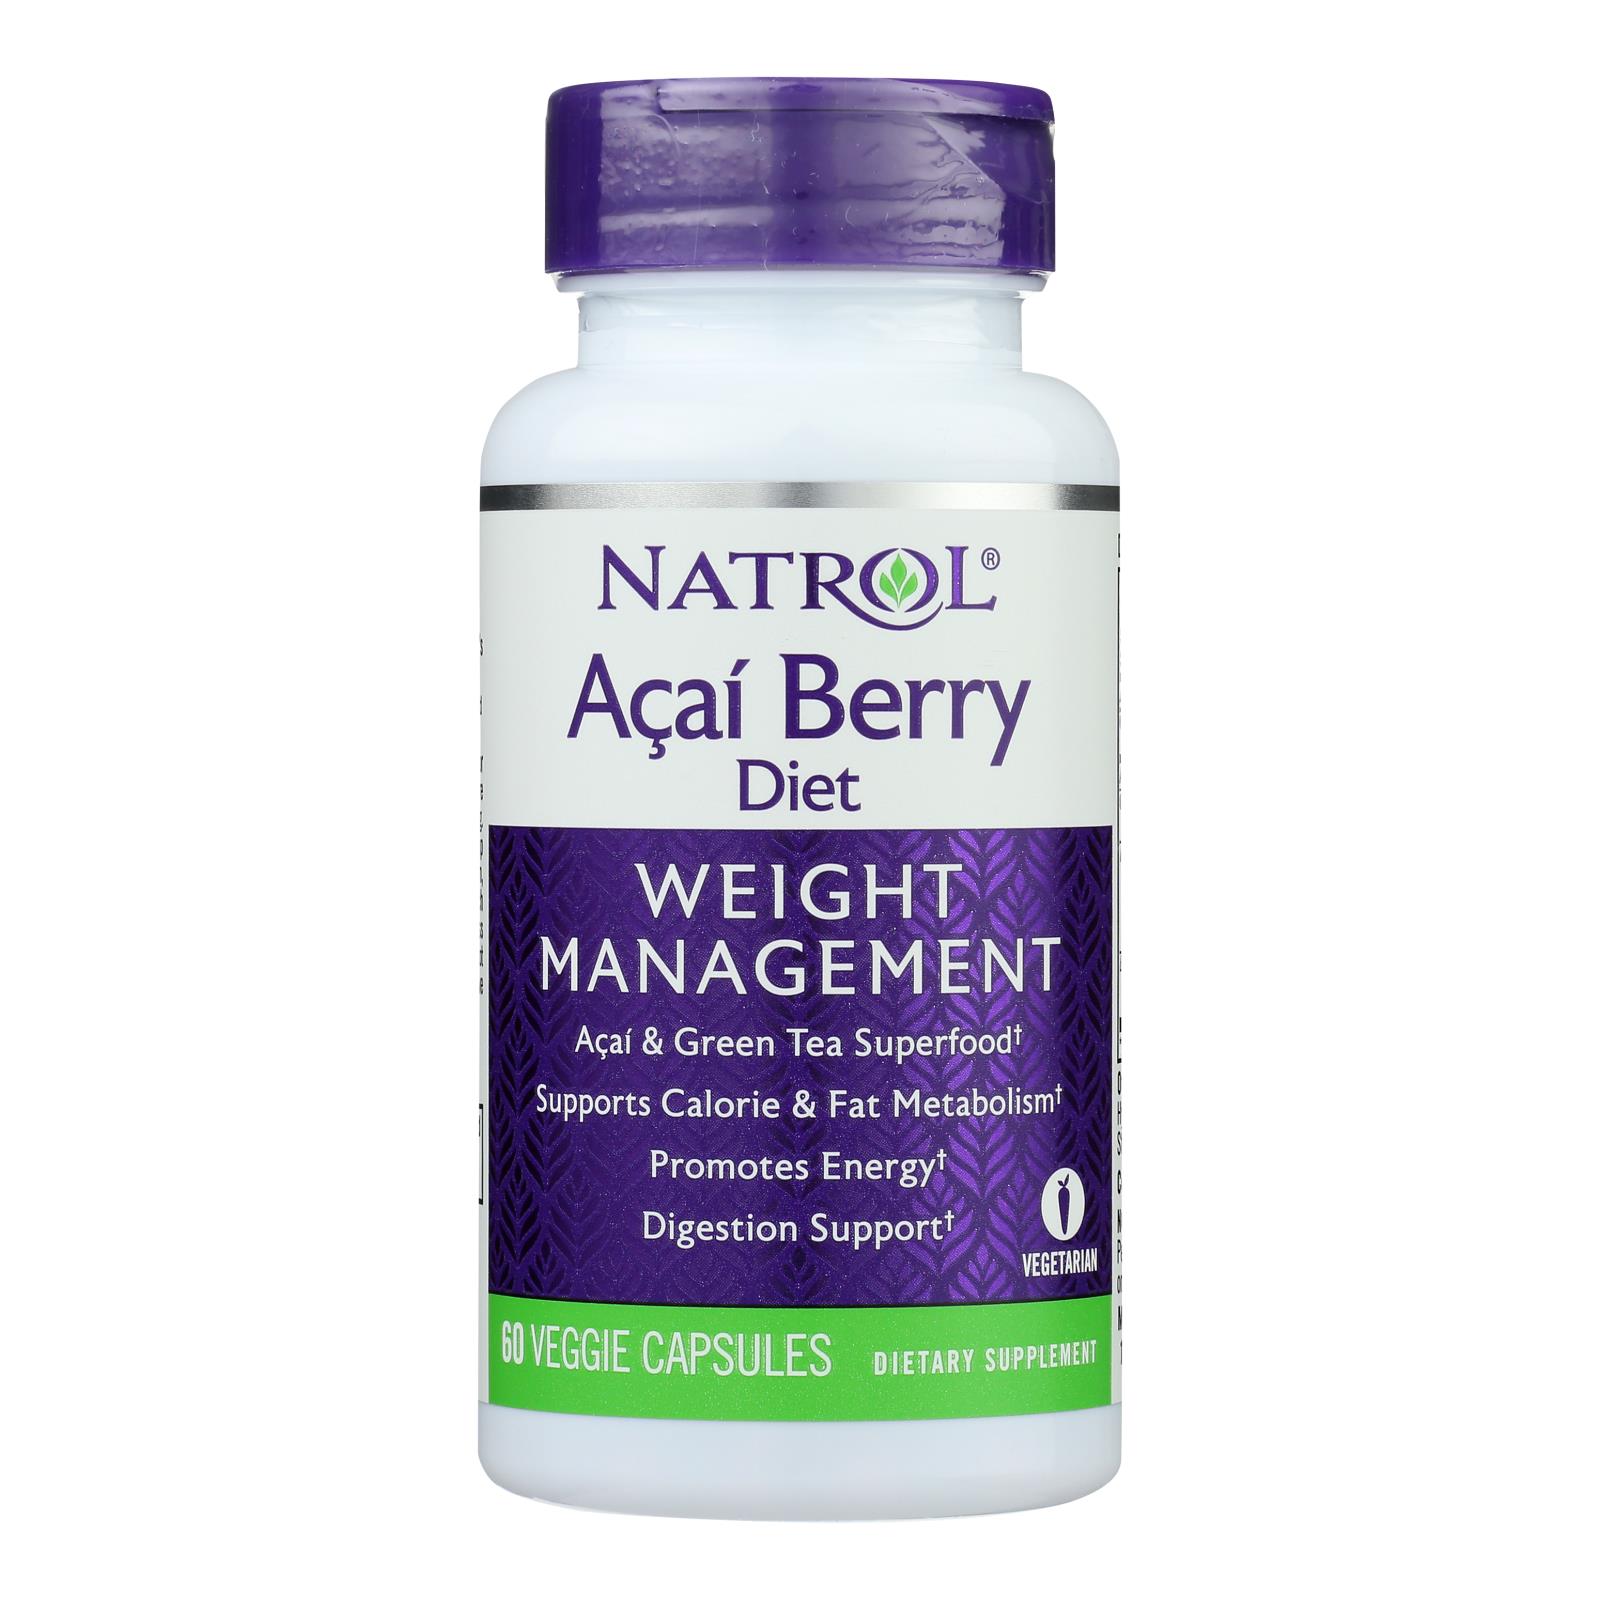 NATROL®
Açaí Berry
Diet
WEIGHT
MANAGEMENT
Açaí & Green Tea Superfood†
Supports Calorie & Fat Metabolism†
Promotes Energy†
Digestion Support†
VEGETARIAN
60 VEGGIE CAPSULES
DIETARY SUPPLEMENT